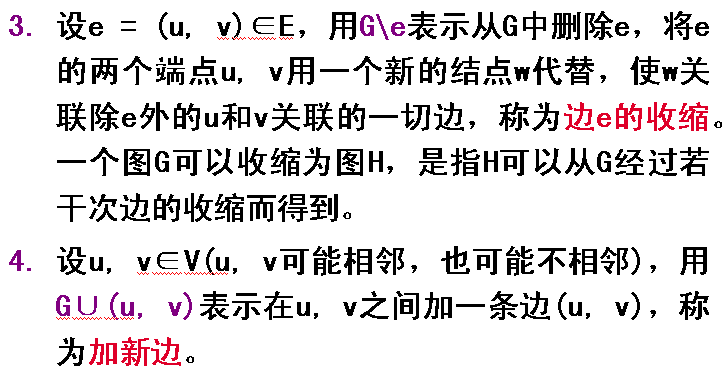 3. 设e = (u, v)∈E，用G\e表示从G中删除e，将e
的两个端点u, v用一个新的结点w代替，使w关
联除e外的u和v关联的一切边，称为边e的收缩。
一个图G可以收缩为图H，是指H可以从G经过若
干次边的收缩而得到。
4. 设u, v∈V(u, v可能相邻，也可能不相邻)，用
G∪(u, v)表示在u, v之间加一条边(u, v)，称
为加新边。